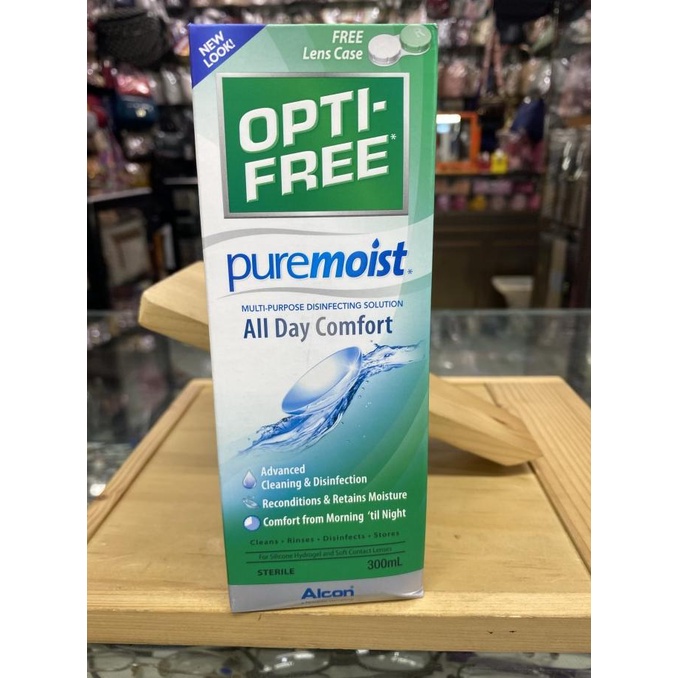 NEW
LOOK!
FREE
Lens Case
R
OPTI-
FREE*
puremoist*
MULTI-PURPOSE DISINFECTING SOLUTION
All Day Comfort
Advanced
Cleaning & Disinfection
Reconditions & Retains Moisture
Comfort from Morning 'til Night
Cleans • Rinses • Disinfects • Stores
For Silicone Hydrogel and Soft Contact Lenses
STERILE
300mL
Alcon